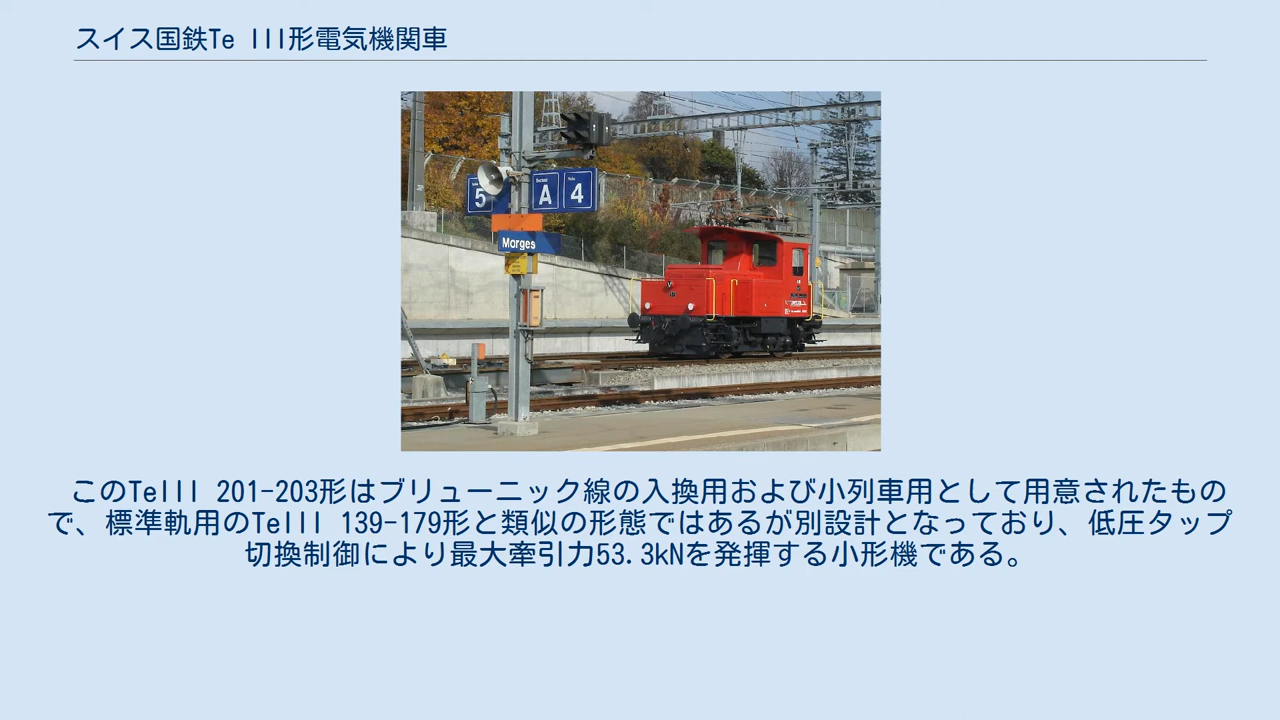 スイス国鉄Te III形電気機関車
5
A
4
Morges
このTeIII 201-203形はブリューニック線の入換用および小列車用として用意されたもの
で、標準軌用のTeIII 139-179形と類似の形態ではあるが別設計となっており、低圧タップ
切換制御により最大牽引力53.3kNを発揮する小形機である。